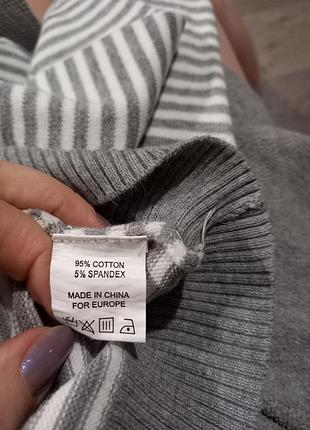 95% COTTON
5% SPANDEX
MADE IN CHINA
FOR EUROPE